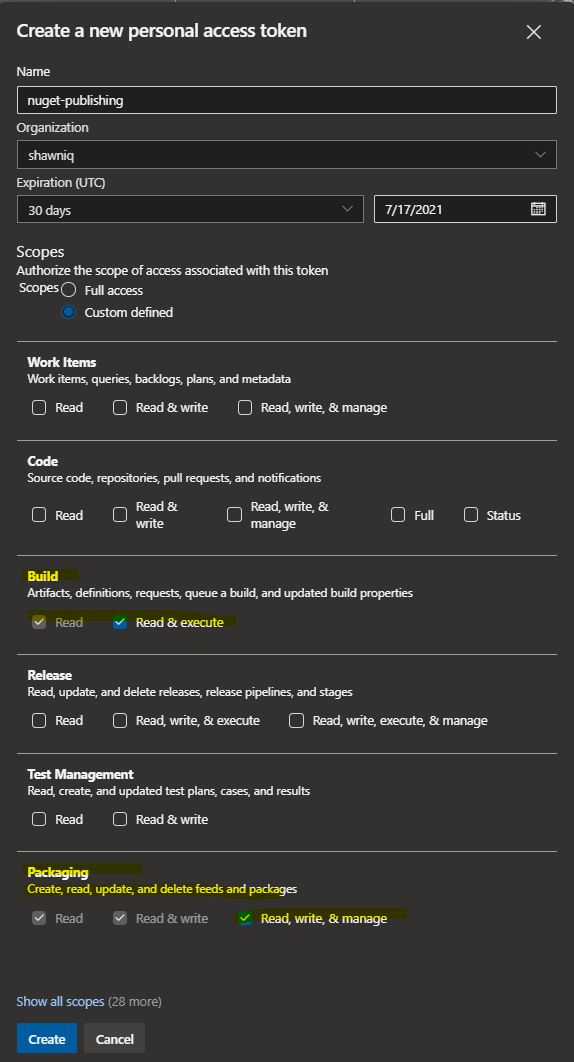 Create a new personal access token
Name
nuget-publishing
Organization
shawniq
Expiration (UTC)
30 days
7/17/2021
Scopes
Authorize the scope of access associated with this token
Scopes Full access
Custom defined
Work Items
Work items, queries, backlogs, plans, and metadata
Read Read & write Read, write, & manage
Code
Source code, repositories, pull requests, and notifications
Read Read & write Read, write, & manage Full Status
Build
Artifacts, definitions, requests, queue a build, and updated build properties
Read Read & execute
Release
Read, update, and delete releases, release pipelines, and stages
Read Read, write, & execute Read, write, execute, & manage
Test Management
Read, create, and updated test plans, cases, and results
Read Read & write
Packaging
Create, read, update, and delete feeds and packages
Read Read & write Read, write, & manage
Show all scopes (28 more)
Create Cancel